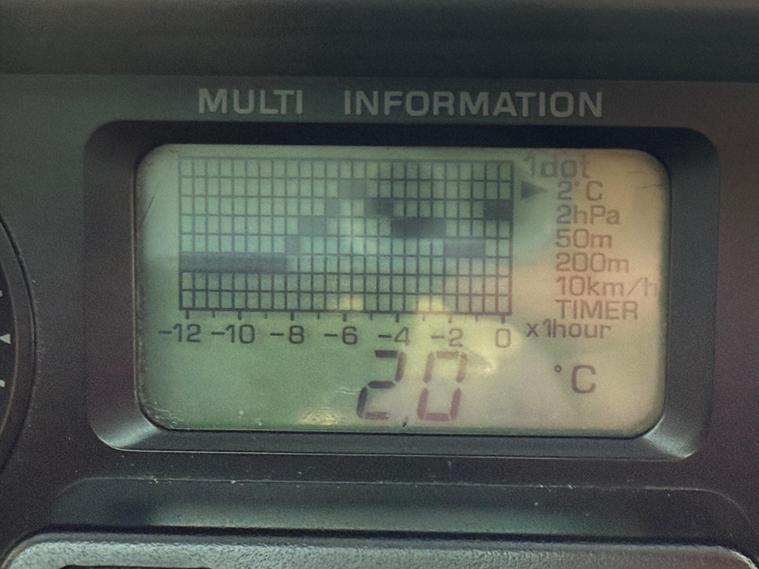 MULTI INFORMATION
1dot
2°C
2hPa
50m
200m
10km/h
TIMER
-12 -10 -8 -6 -4 -2 0 x1hour
20 °C